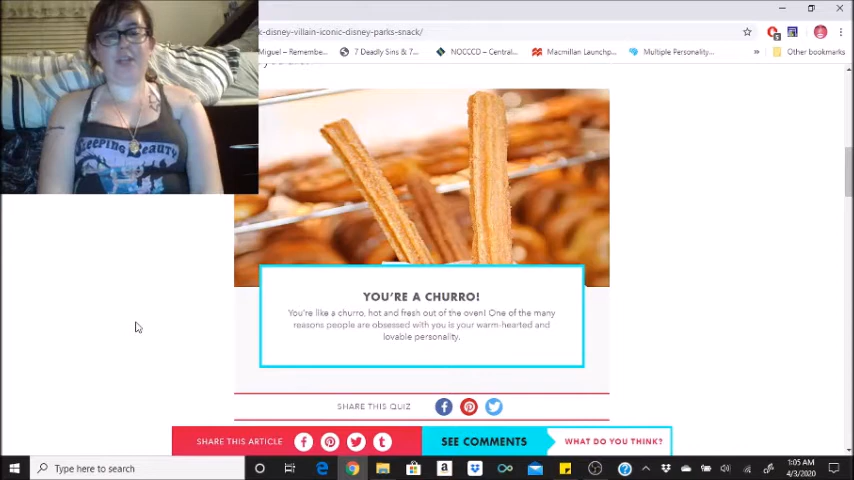 k-disney-villain-iconic-disney-parks-snack/
Miguel – Remembe...
7 Deadly Sins & 7...
NOCCCD – Central...
Macmillan Launchp...
Multiple Personality...
»
Other bookmarks
SLEEPING BEAUTY
YOU'RE A CHURRO!
You're like a churro, hot and fresh out of the oven! One of the many
reasons people are obsessed with you is your warm-hearted and
lovable personality.
SHARE THIS QUIZ
SHARE THIS ARTICLE
SEE COMMENTS
WHAT DO YOU THINK?
Type here to search
1:05 AM
4/3/2020